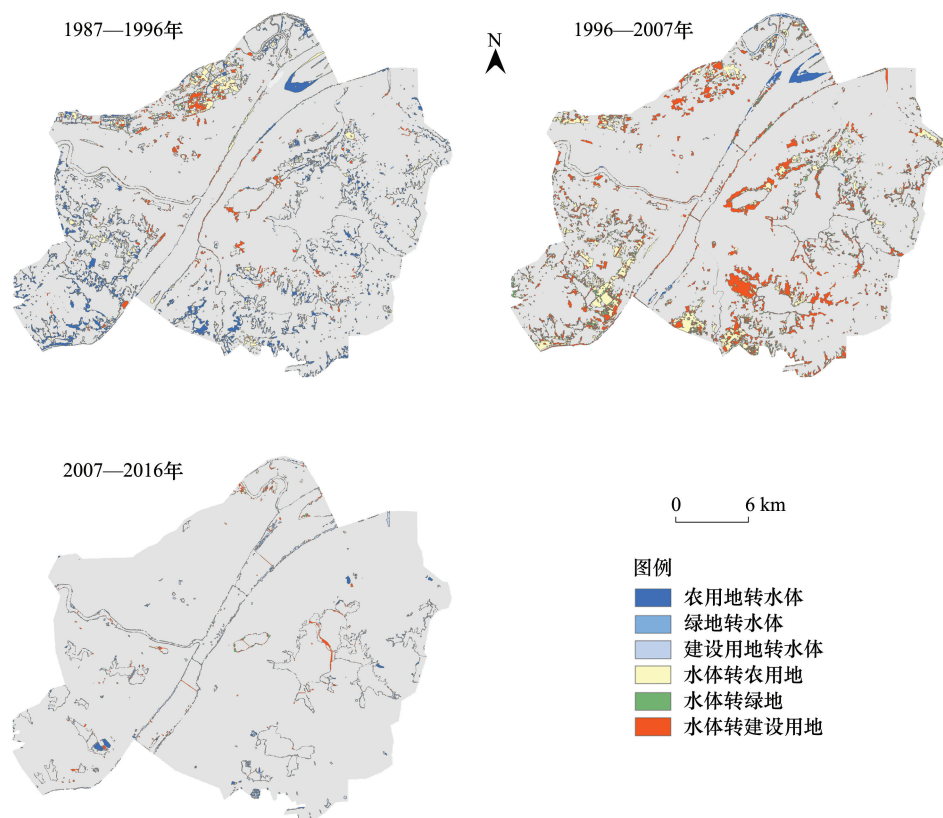 1987—1996年
N
1996—2007年
2007—2016年
0 6 km
图例
农用地转水体
绿地转水体
建设用地转水体
水体转农用地
水体转绿地
水体转建设用地